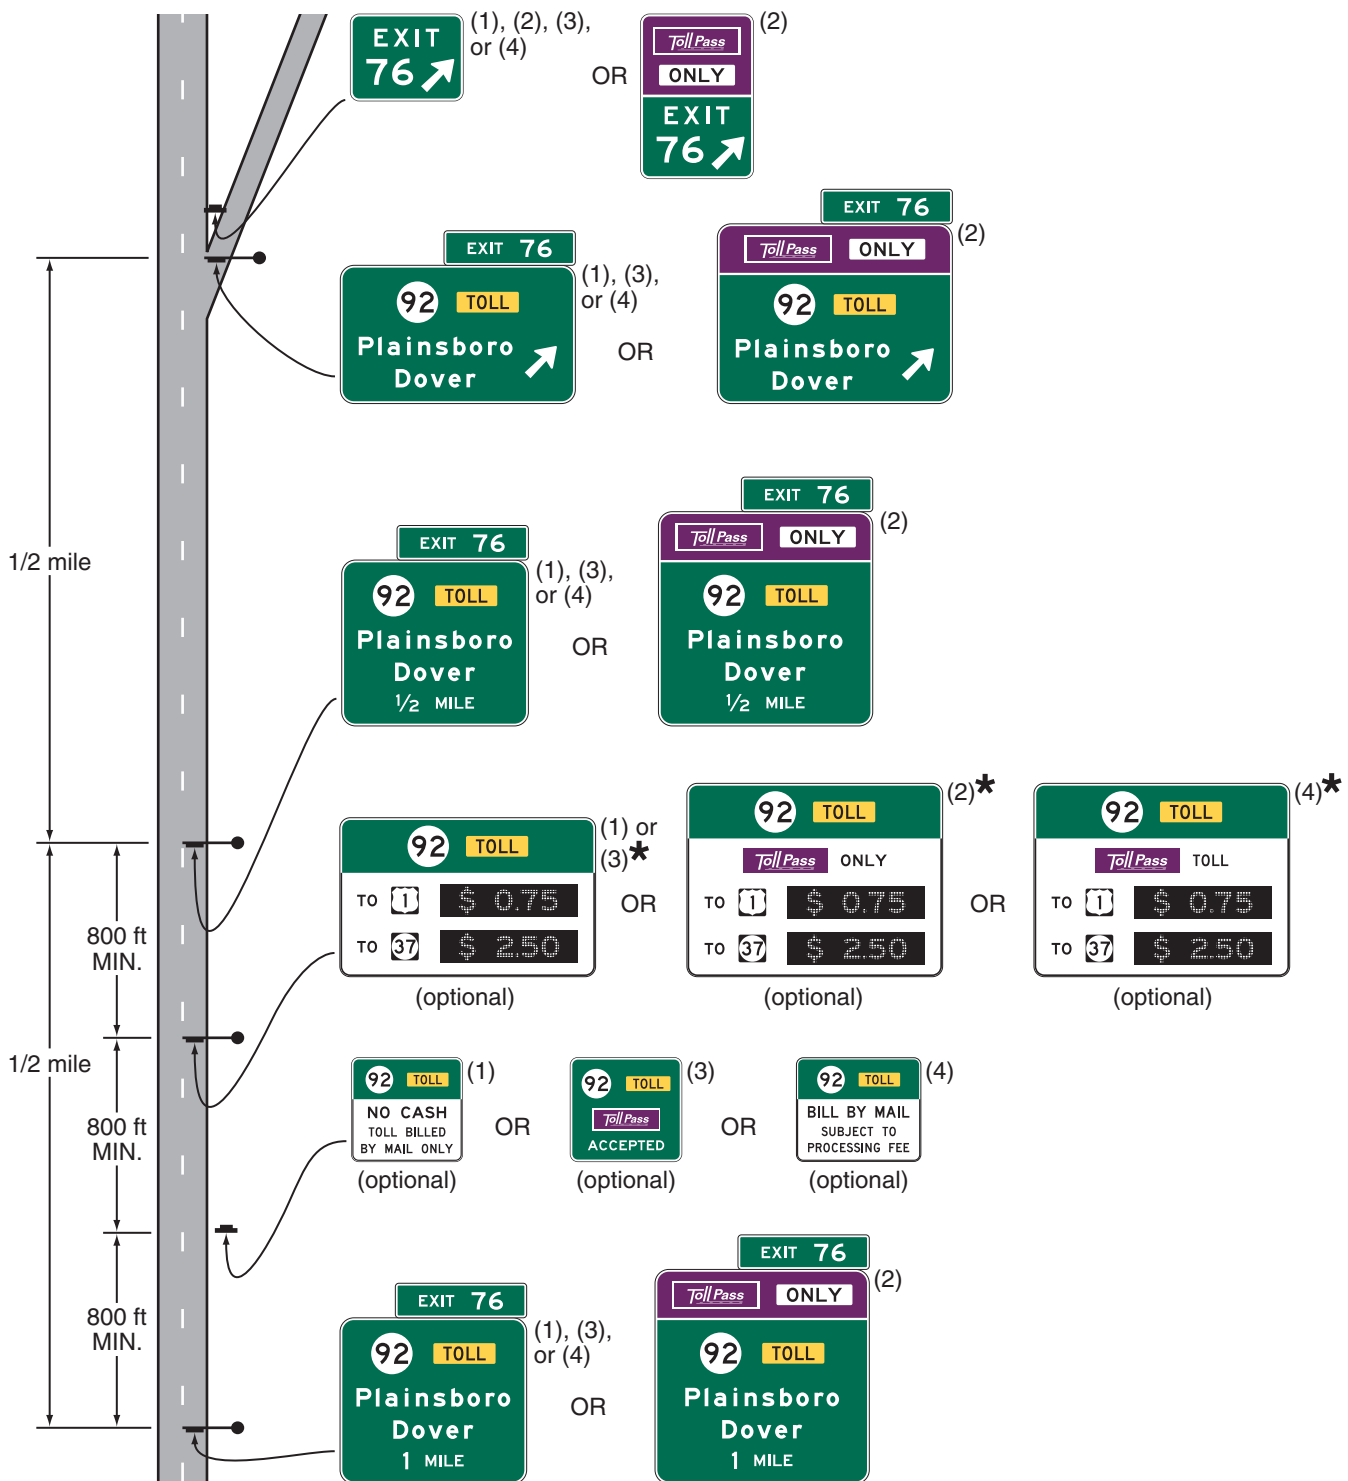 EXIT
76
(1), (2), (3),
or (4)
OR
Toll Pass
ONLY
EXIT
76
(2)
EXIT 76
92 TOLL
Plainsboro
Dover
(1), (3),
or (4)
OR
EXIT 76
Toll Pass ONLY
92 TOLL
Plainsboro
Dover
(2)
1/2 mile
EXIT 76
92 TOLL
Plainsboro
Dover
1/2 MILE
(1), (3),
or (4)
OR
EXIT 76
Toll Pass ONLY
92 TOLL
Plainsboro
Dover
1/2 MILE
(2)
92 TOLL
TO 1 $ 0.75
TO 37 $ 2.50
(1) or
(3)*
(optional)
OR
92 TOLL
Toll Pass ONLY
TO 1 $ 0.75
TO 37 $ 2.50
(2)*
(optional)
OR
92 TOLL
Toll Pass TOLL
TO 1 $ 0.75
TO 37 $ 2.50
(4)*
(optional)
800 ft
MIN.
1/2 mile
800 ft
MIN.
800 ft
MIN.
92 TOLL
NO CASH
TOLL BILLED
BY MAIL ONLY
(1)
(optional)
OR
92 TOLL
Toll Pass
ACCEPTED
(3)
(optional)
OR
92 TOLL
BILL BY MAIL
SUBJECT TO
PROCESSING FEE
(4)
(optional)
EXIT 76
92 TOLL
Plainsboro
Dover
1 MILE
(1), (3),
or (4)
OR
EXIT 76
Toll Pass ONLY
92 TOLL
Plainsboro
Dover
1 MILE
(2)